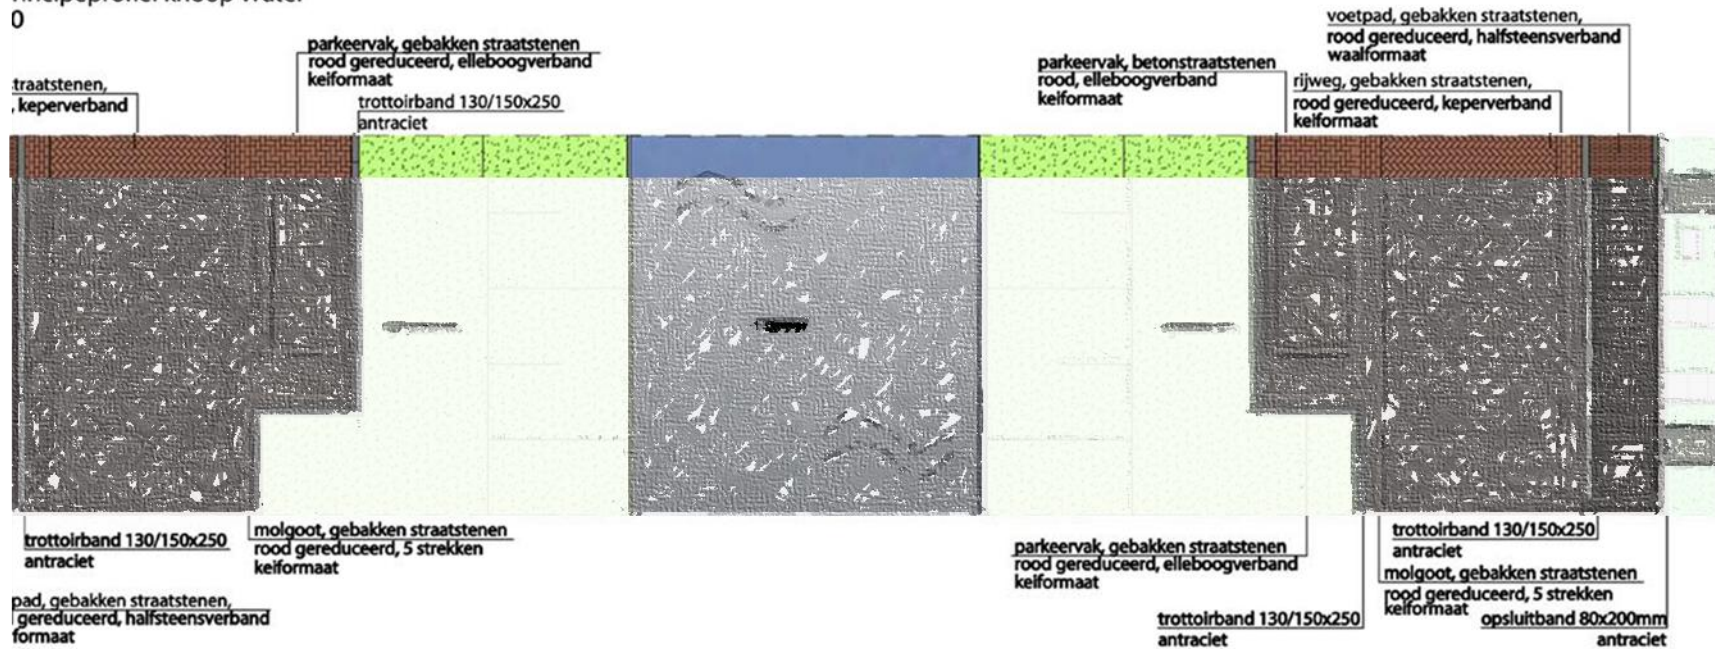 0
parkeervak, gebakken straatstenen
rood gereduceerd, elleboogverband
keiformaat
straatstenen,
, keperverband
trottoirband 130/150x250
antraciet
voetpad, gebakken straatstenen,
rood gereduceerd, halfsteensverband
waalformaat
parkeervak, betonstraatstenen
rood, elleboogverband
keiformaat
rijweg, gebakken straatstenen,
rood gereduceerd, keperverband
keiformaat
trottoirband 130/150x250
antraciet
molgoot, gebakken straatstenen
rood gereduceerd, 5 strekken
keiformaat
pad, gebakken straatstenen,
gereduceerd, halfsteensverband
formaat
parkeervak, gebakken straatstenen
rood gereduceerd, elleboogverband
keiformaat
trottoirband 130/150x250
antraciet
trottoirband 130/150x250
antraciet
molgoot, gebakken straatstenen
rood gereduceerd, 5 strekken
keiformaat
opsluitband 80x200mm
antraciet